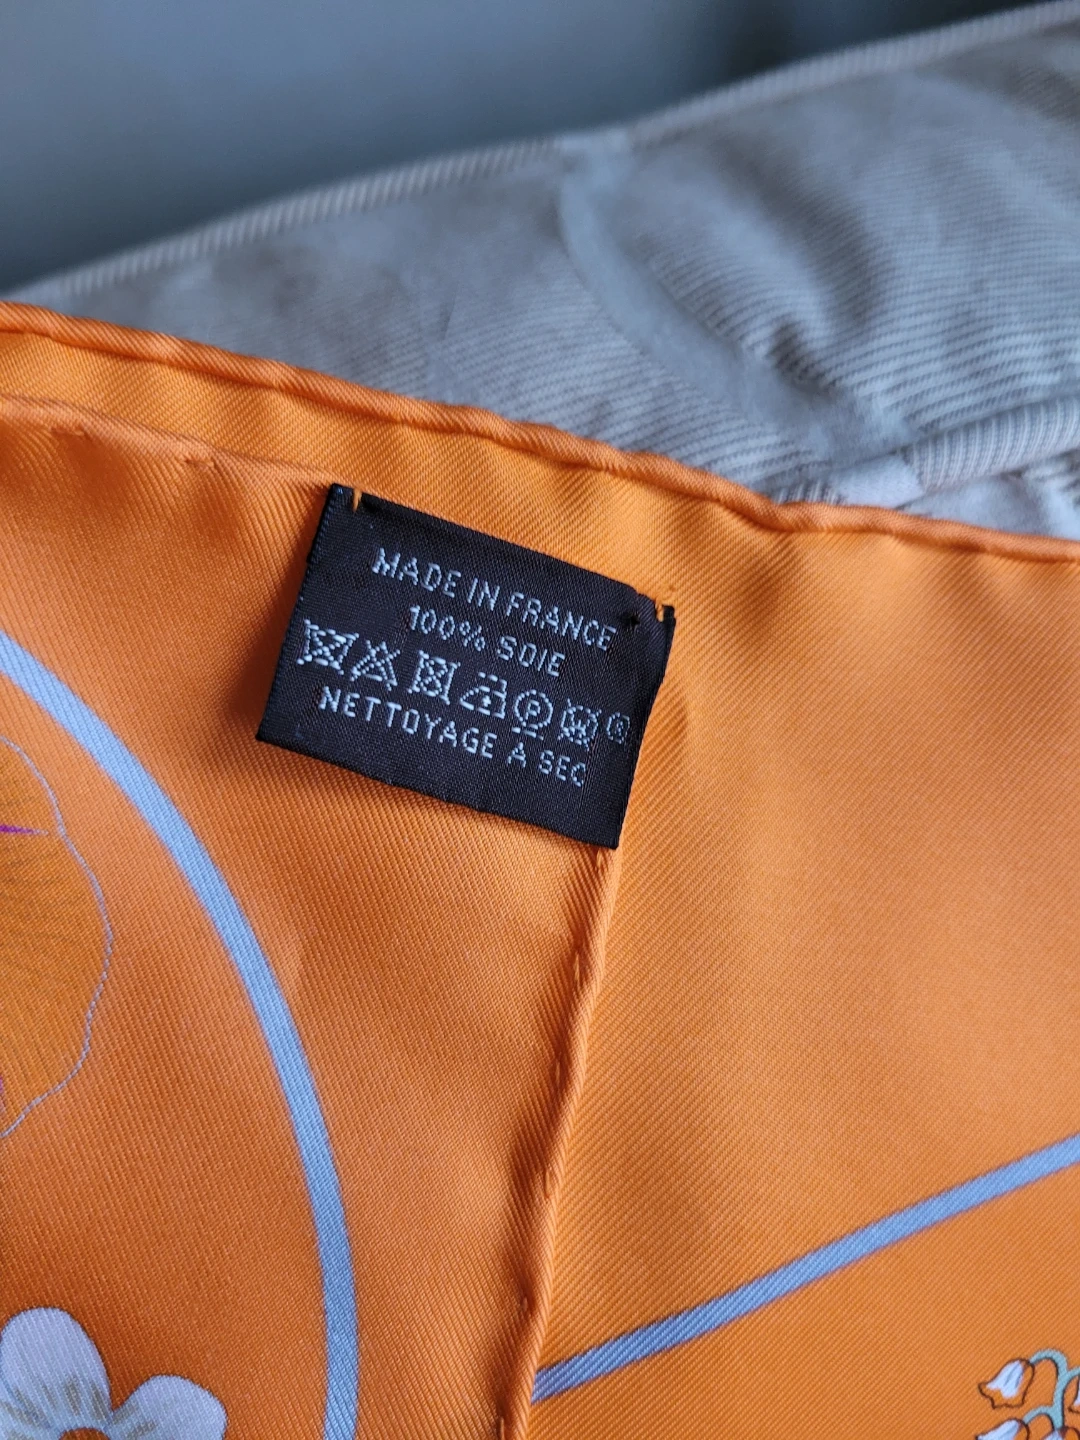 MADE IN FRANCE
100% SOIE
P W ®
NETTOYAGE À SEC